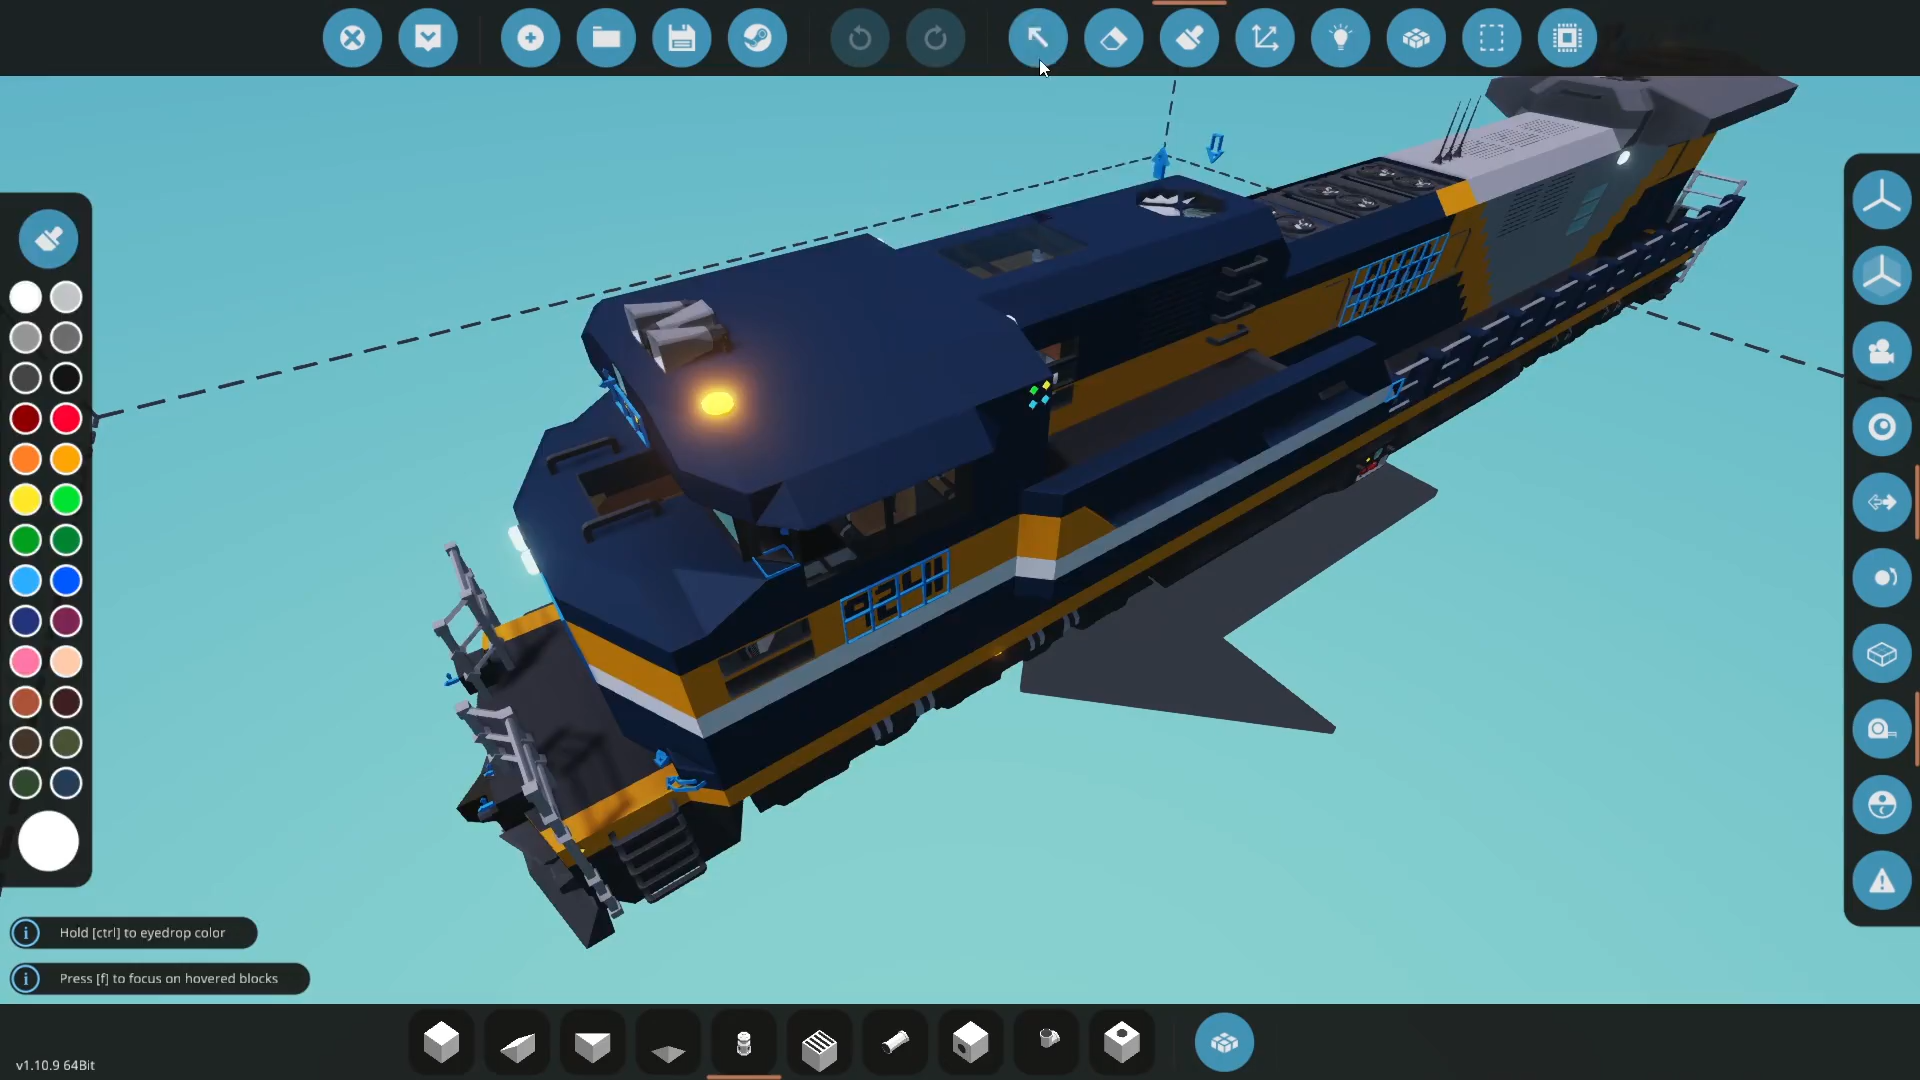 Hold [ctrl] to eyedrop color
Press [f] to focus on hovered blocks
v1.10.9 64Bit